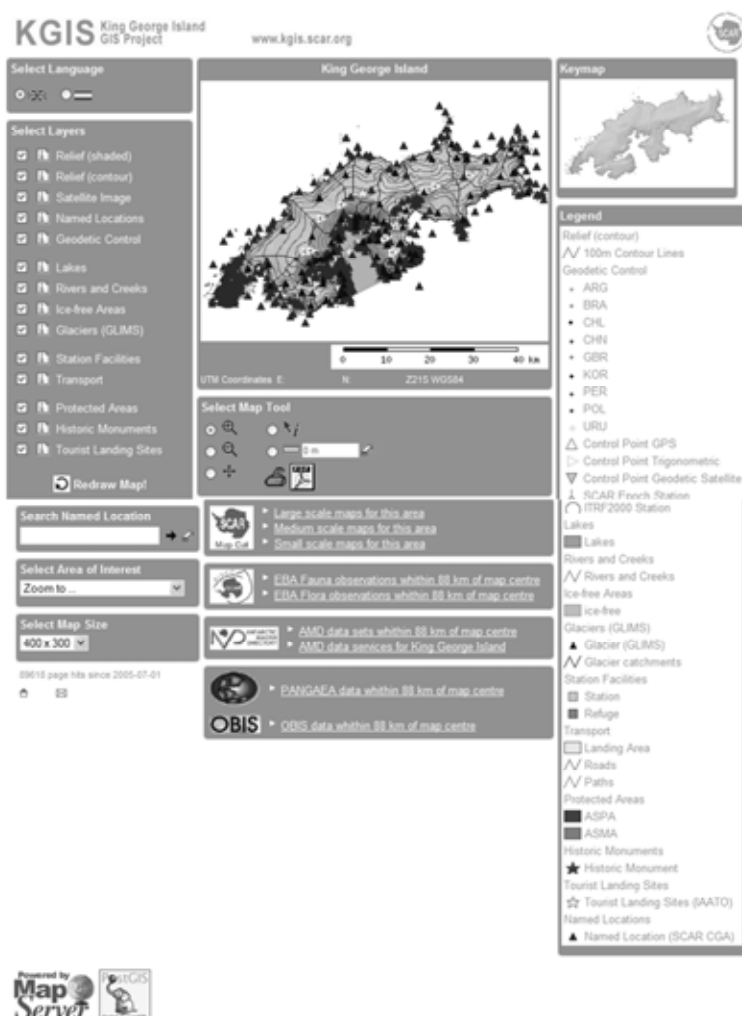 KGIS King George Island
GIS Project
www.kgis.scar.org
SCAR
Select Language
Select Layers
Relief (shaded)
Relief (contour)
Satellite Image
Named Locations
Geodetic Control
Lakes
Rivers and Creeks
Ice-free Areas
Glaciers (GLIMS)
Station Facilities
Transport
Protected Areas
Historic Monuments
Tourist Landing Sites
Redraw Map!
Search Named Location
Select Area of Interest
Zoom to ...
Select Map Size
400 x 300
89618 page hits since 2005-07-01
King George Island
0 10 20 30 40 km
UTM Coordinates E: N: Z21S WGS84
Select Map Tool
0 m
SCAR
Map Cat
Large scale maps for this area
Medium scale maps for this area
Small scale maps for this area
EBA Fauna observations whithin 88 km of map centre
EBA Flora observations whithin 88 km of map centre
ANTARCTIC
MASTER
DIRECTORY
AMD data sets whithin 88 km of map centre
AMD data services for King George Island
PANGAEA data whithin 88 km of map centre
OBIS
OBIS data whithin 88 km of map centre
Keymap
Legend
Relief (contour)
100m Contour Lines
Geodetic Control
ARG
BRA
CHL
CHN
GBR
KOR
PER
POL
URU
Control Point GPS
Control Point Trigonometric
Control Point Geodetic Satellite
SCAR Epoch Station
ITRF2000 Station
Lakes
Lakes
Rivers and Creeks
Rivers and Creeks
Ice-free Areas
ice-free
Glaciers (GLIMS)
Glacier (GLIMS)
Glacier catchments
Station Facilities
Station
Refuge
Transport
Landing Area
Roads
Paths
Protected Areas
ASPA
ASMA
Historic Monuments
Historic Monument
Tourist Landing Sites
Tourist Landing Sites (IAATO)
Named Locations
Named Location (SCAR CGA)
Powered by
Map
Server
PostGIS